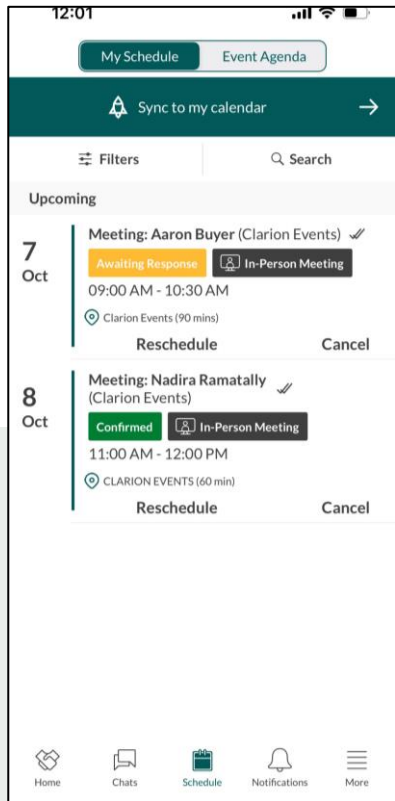 12:01
My Schedule Event Agenda
Sync to my calendar
Filters Search
Upcoming
7
Oct
Meeting: Aaron Buyer (Clarion Events)
Awaiting Response In-Person Meeting
09:00 AM - 10:30 AM
Clarion Events (90 mins)
Reschedule Cancel
8
Oct
Meeting: Nadira Ramatally
(Clarion Events)
Confirmed In-Person Meeting
11:00 AM - 12:00 PM
CLARION EVENTS (60 min)
Reschedule Cancel
Home Chats Schedule Notifications More